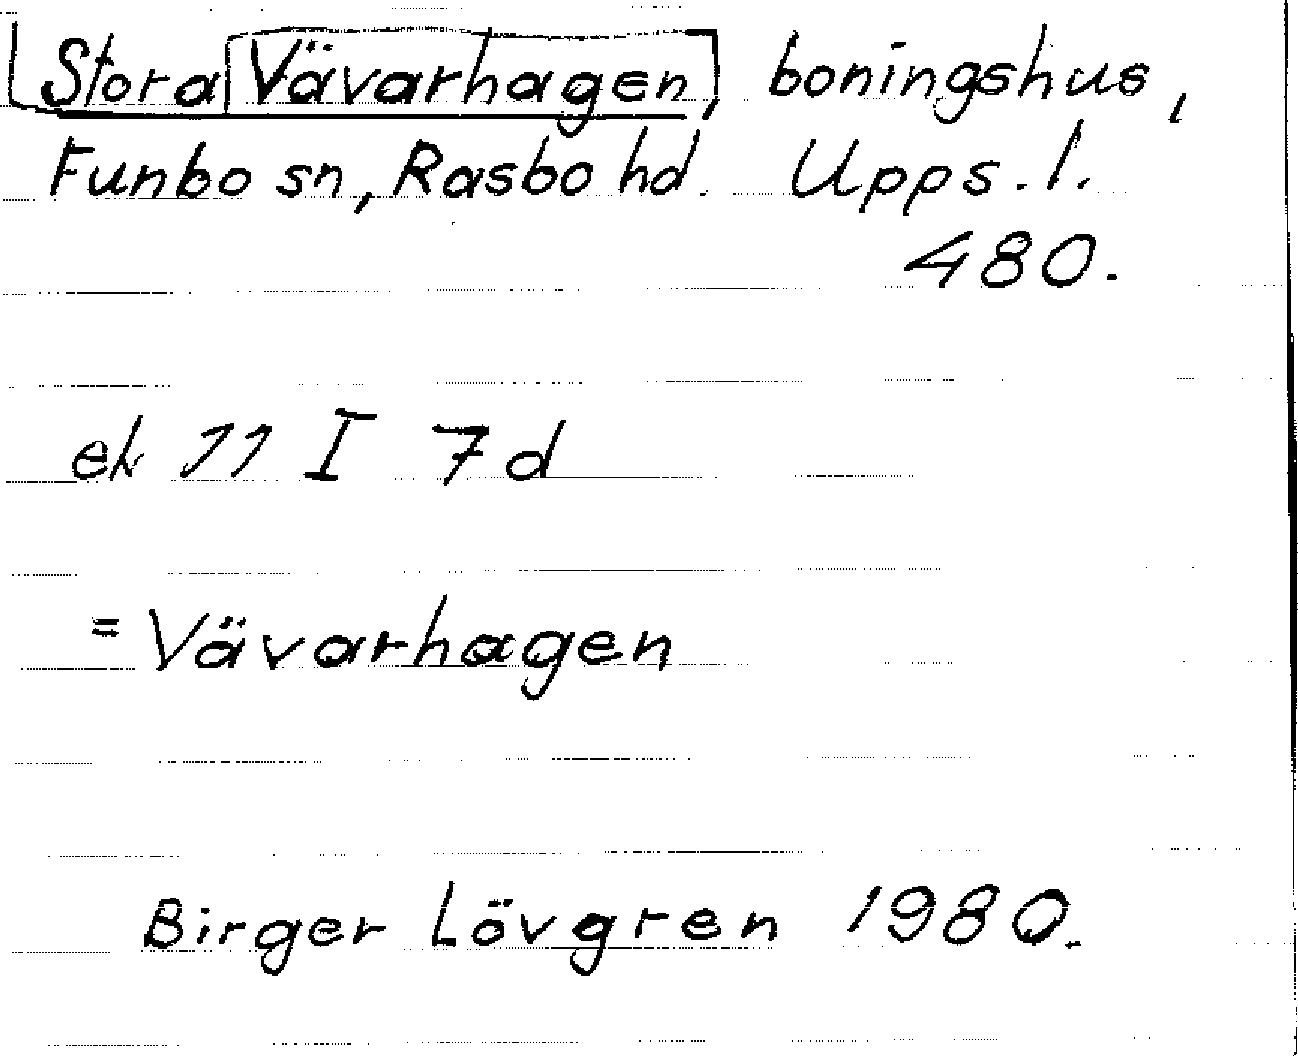 Stora Vävarhagen, boningshus,
Funbo sn, Rasbo hd. Upps. l.
480.
ek 11 I 7d
= Vävarhagen
Birger Lövgren 1980.